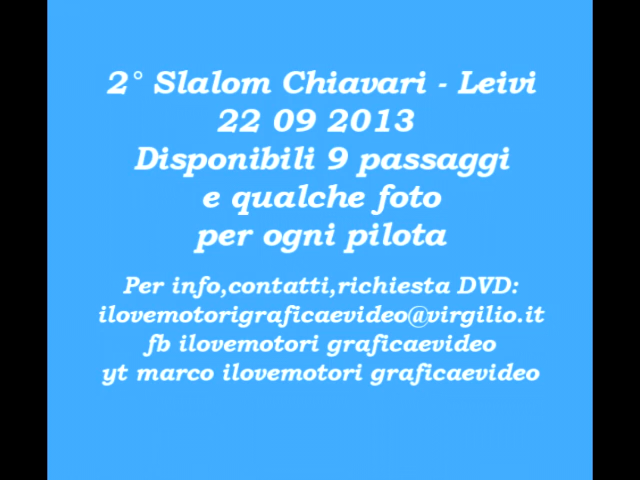 2° Slalom Chiavari - Leivi
22 09 2013
Disponibili 9 passaggi
e qualche foto
per ogni pilota
Per info,contatti,richiesta DVD:
ilovemotorigraficaevideo@virgilio.it
fb ilovemotori graficaevideo
yt marco ilovemotori graficaevideo